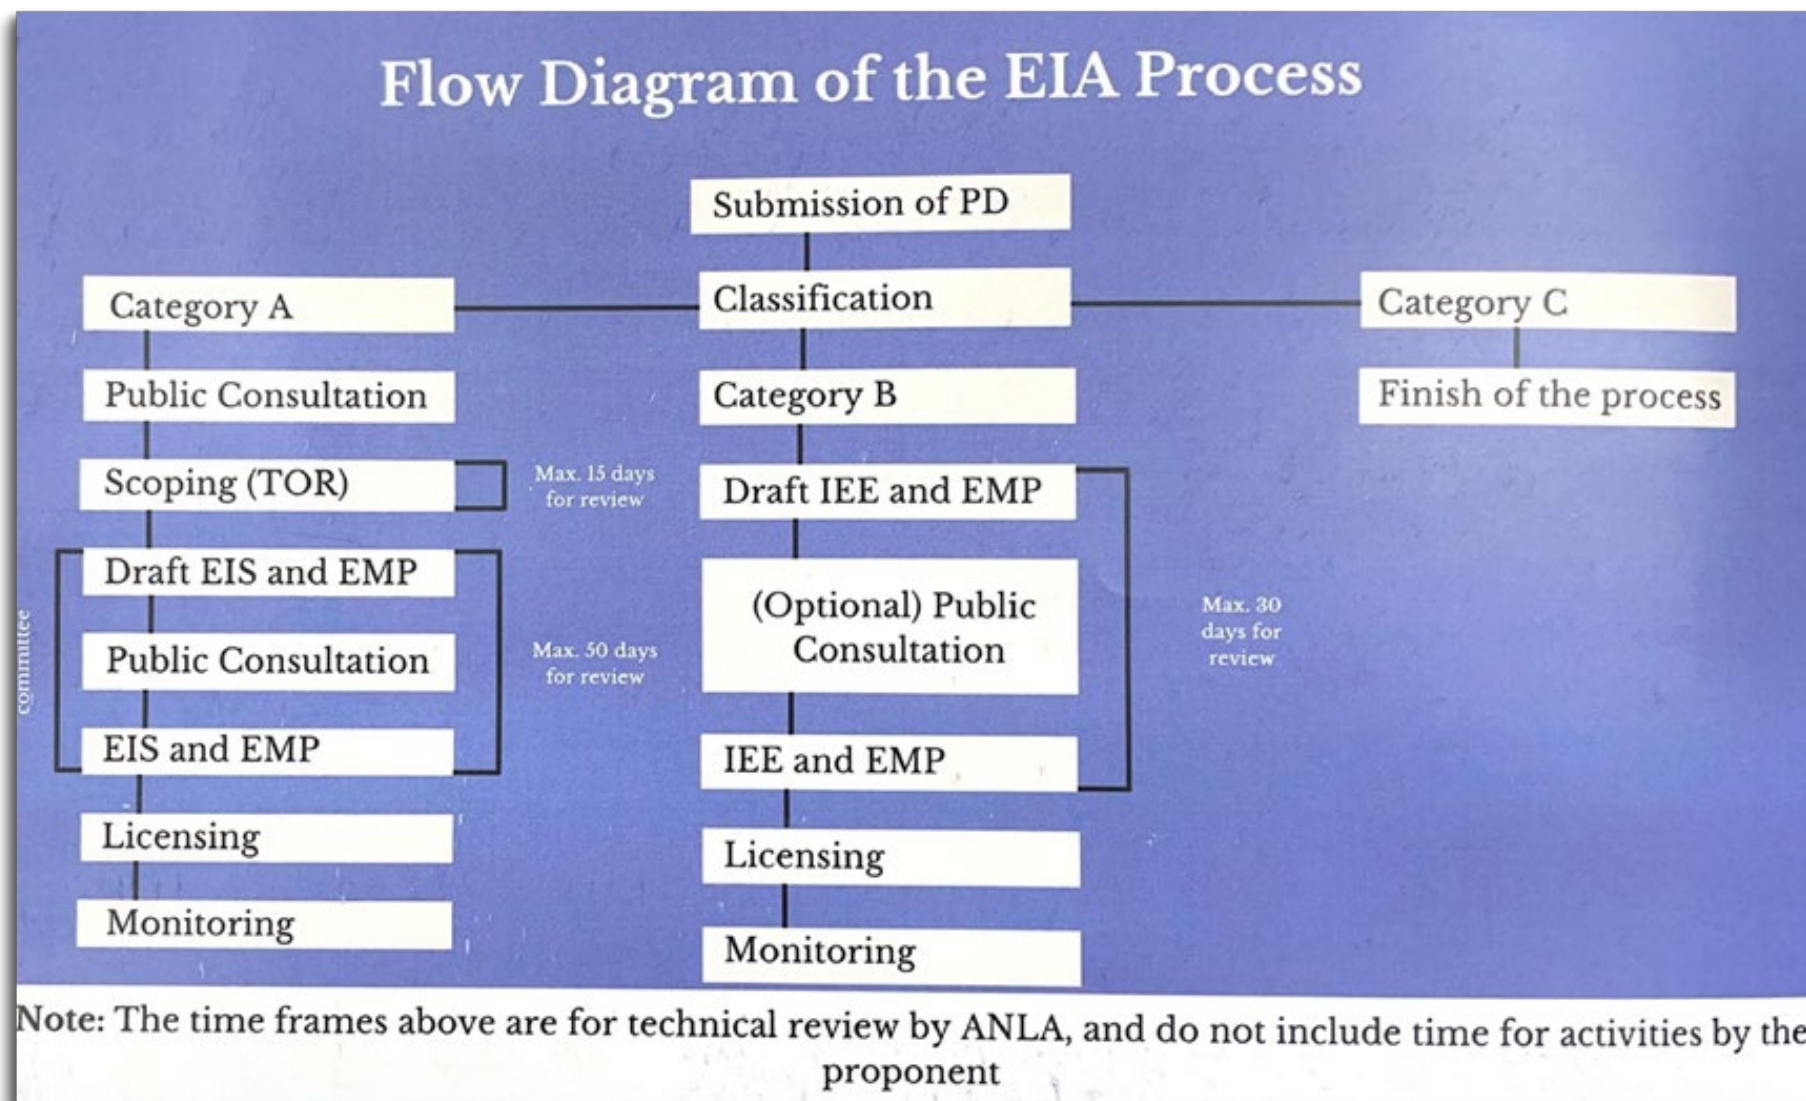 Flow Diagram of the EIA Process
Submission of PD
Classification
Category A
Public Consultation
Scoping (TOR)
Max. 15 days
for review
Draft EIS and EMP
Public Consultation
EIS and EMP
committee
Max. 50 days
for review
Licensing
Monitoring
Category B
Draft IEE and EMP
(Optional) Public
Consultation
IEE and EMP
Max. 30
days for
review
Licensing
Monitoring
Category C
Finish of the process
Note: The time frames above are for technical review by ANLA, and do not include time for activities by the
proponent